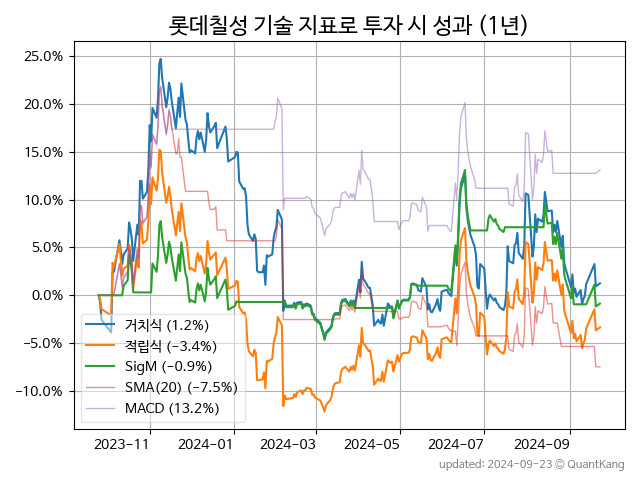 롯데칠성 기술 지표로 투자 시 성과 (1년)
25.0%
20.0%
15.0%
10.0%
5.0%
0.0%
−5.0%
−10.0%
거치식 (1.2%)
적립식 (−3.4%)
SigM (−0.9%)
SMA(20) (−7.5%)
MACD (13.2%)
2023-11 2024-01 2024-03 2024-05 2024-07 2024-09
updated: 2024-09-23 © QuantKang